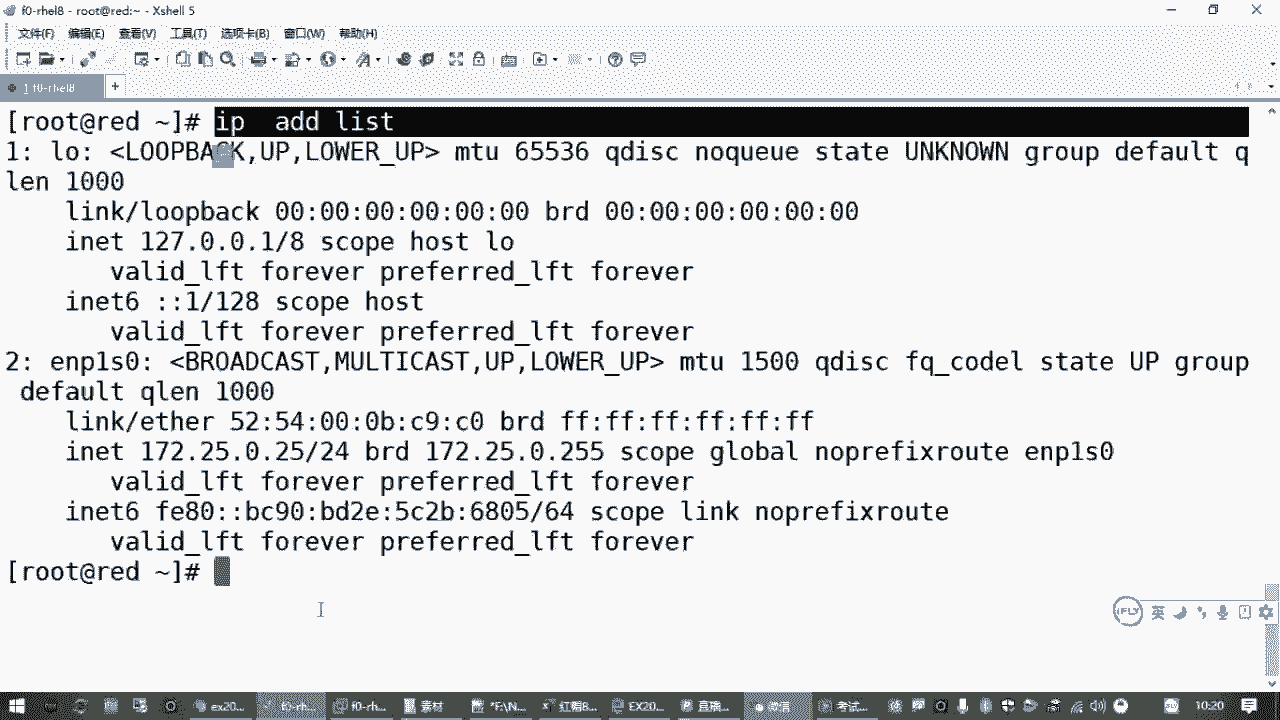 f0-rhel8 - root@red:~ - Xshell 5
文件(F) 编辑(E) 查看(V) 工具(T) 选项卡(B) 窗口(W) 帮助(H)
1 f0-rhel8
+
[root@red ~]# ip  add list
1: lo: <LOOPBACK,UP,LOWER_UP> mtu 65536 qdisc noqueue state UNKNOWN group default q
len 1000
    link/loopback 00:00:00:00:00:00 brd 00:00:00:00:00:00
    inet 127.0.0.1/8 scope host lo
       valid_lft forever preferred_lft forever
    inet6 ::1/128 scope host
       valid_lft forever preferred_lft forever
2: enp1s0: <BROADCAST,MULTICAST,UP,LOWER_UP> mtu 1500 qdisc fq_codel state UP group
 default qlen 1000
    link/ether 52:54:00:0b:c9:c0 brd ff:ff:ff:ff:ff:ff
    inet 172.25.0.25/24 brd 172.25.0.255 scope global noprefixroute enp1s0
       valid_lft forever preferred_lft forever
    inet6 fe80::bc90:bd2e:5c2b:6805/64 scope link noprefixroute
       valid_lft forever preferred_lft forever
[root@red ~]#
iFLY 英
ex20... f0-rh... f0-rh... 素材 *E\N... EX20... 微信 考试... 10:20